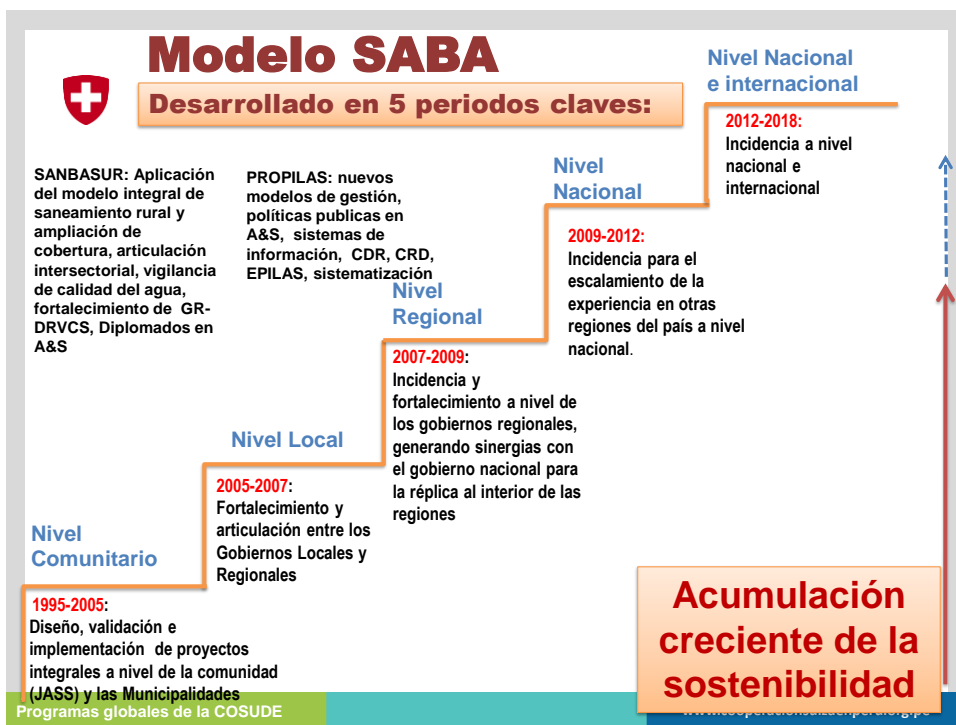 Modelo SABA
Desarrollado en 5 periodos claves:
Nivel Nacional
e internacional
2012-2018:
Incidencia a nivel
nacional e
internacional
SANBASUR: Aplicación
del modelo integral de
saneamiento rural y
ampliación de
cobertura, articulación
intersectorial, vigilancia
de calidad del agua,
fortalecimiento de GR-
DRVCS, Diplomados en
A&S
PROPILAS: nuevos
modelos de gestión,
políticas publicas en
A&S, sistemas de
información, CDR, CRD,
EPILAS, sistematización
Nivel
Nacional
2009-2012:
Incidencia para el
escalamiento de la
experiencia en otras
regiones del país a nivel
nacional.
Nivel
Regional
2007-2009:
Incidencia y
fortalecimiento a nivel de
los gobiernos regionales,
generando sinergias con
el gobierno nacional para
la réplica al interior de las
regiones
Nivel Local
2005-2007:
Fortalecimiento y
articulación entre los
Gobiernos Locales y
Regionales
Nivel
Comunitario
1995-2005:
Diseño, validación e
implementación de proyectos
integrales a nivel de la comunidad
(JASS) y las Municipalidades
Acumulación
creciente de la
sostenibilidad
Programas globales de la COSUDE